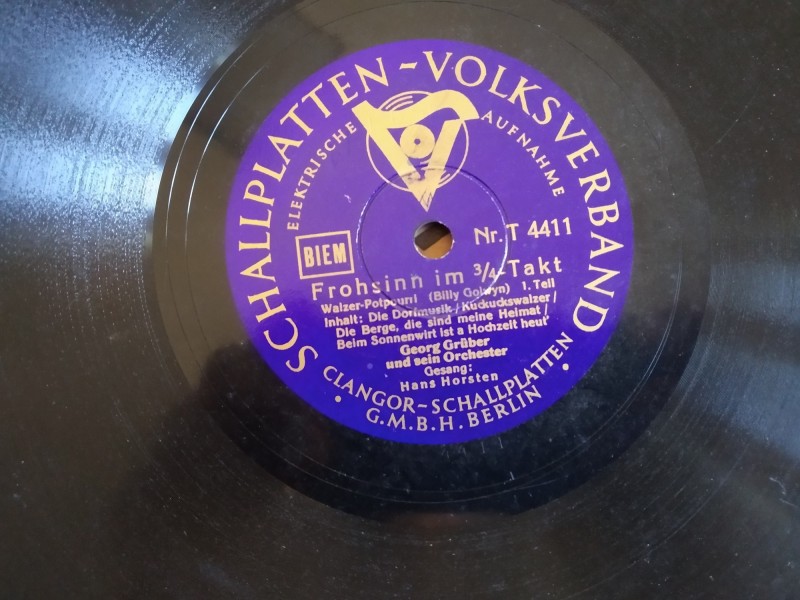 SCHALLPLATTEN-VOLKSVERBAND
ELEKTRISCHE AUFNAHME
BIEM
Nr. T 4411
Frohsinn im 3/4-Takt
Walzer-Potpourri (Billy Golwyn) 1. Teil
Inhalt: Die Dorfmusik / Kuckuckswalzer /
Die Berge, die sind meine Heimat /
Beim Sonnenwirt ist a Hochzeit heut'
Georg Grüber
und sein Orchester
Gesang:
Hans Horsten
• CLANGOR-SCHALLPLATTEN •
G.M.B.H. BERLIN